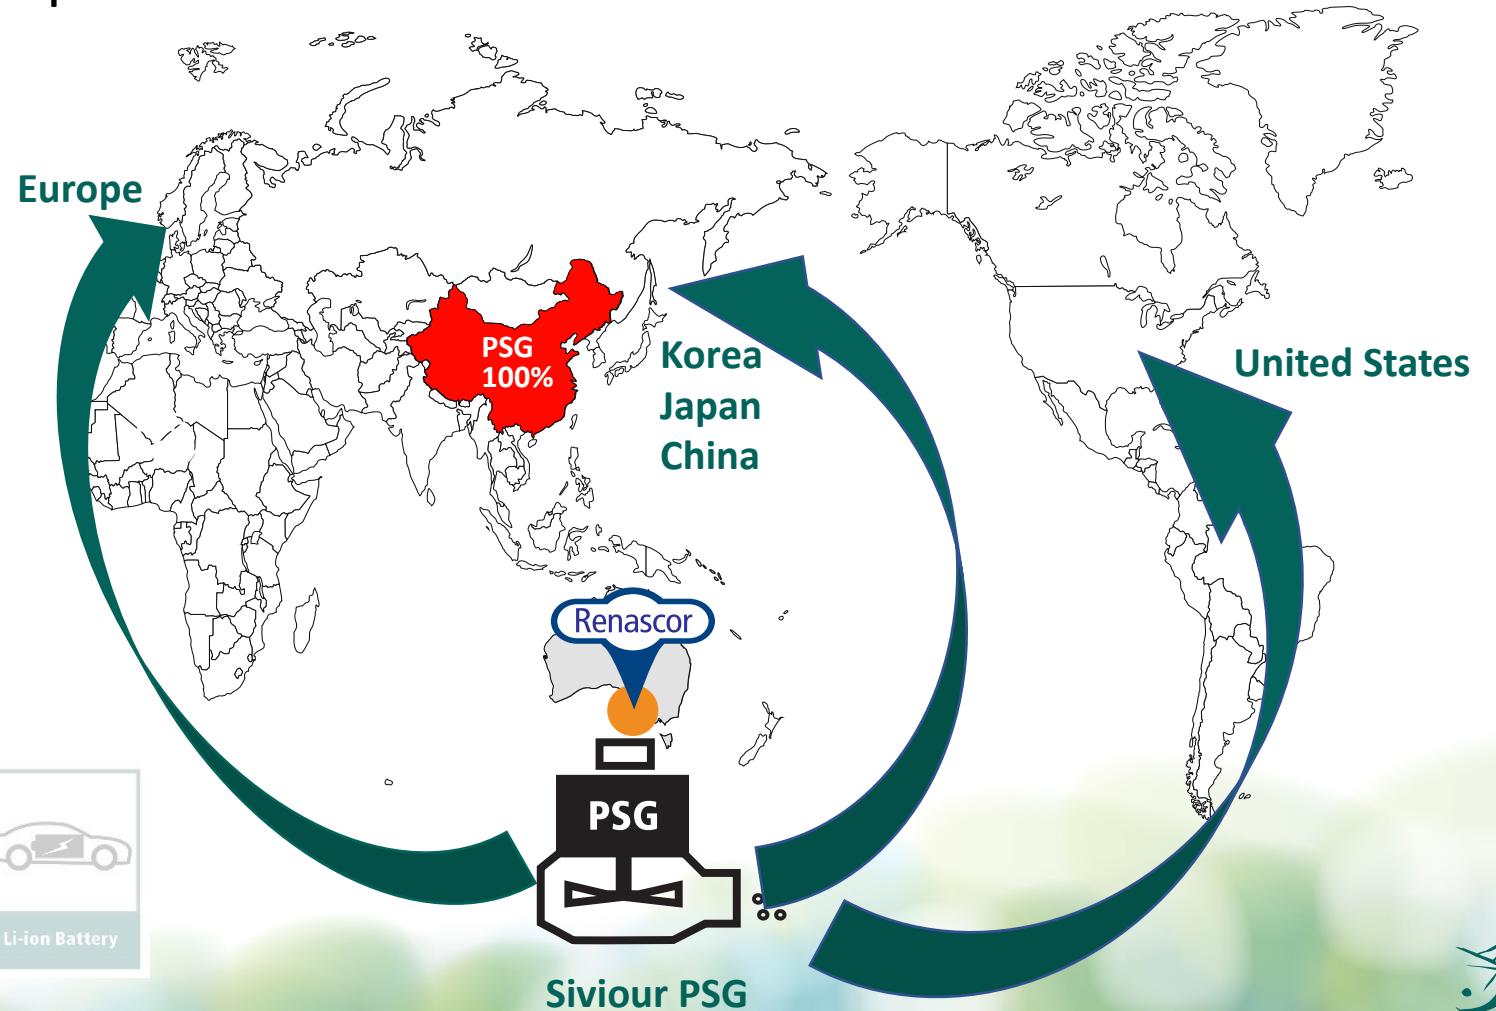 Europe
PSG
100%
Korea
Japan
China
United States
Renascor
PSG
Li-ion Battery
Siviour PSG